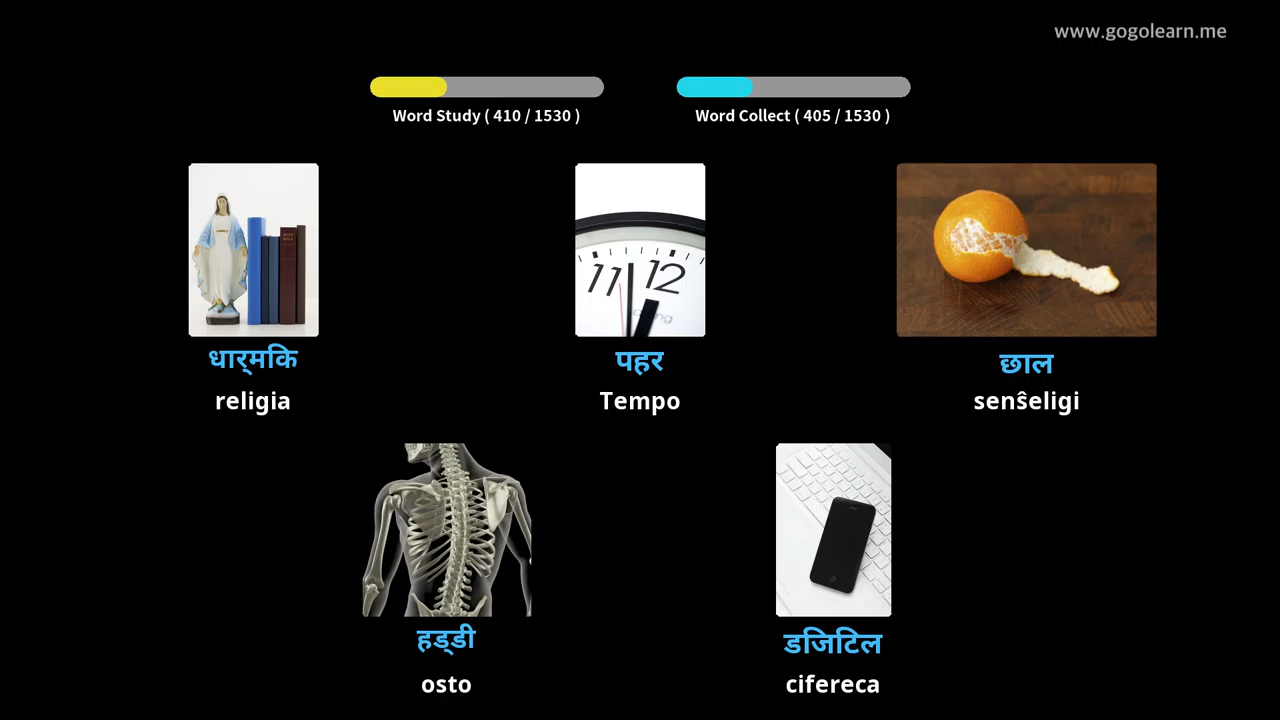 www.gogolearn.me
Word Study ( 410 / 1530 )
Word Collect ( 405 / 1530 )
धार्मकि
religia
पहर
Tempo
छाल
senŝeligi
हड्डी
osto
डजिटिल
cifereca